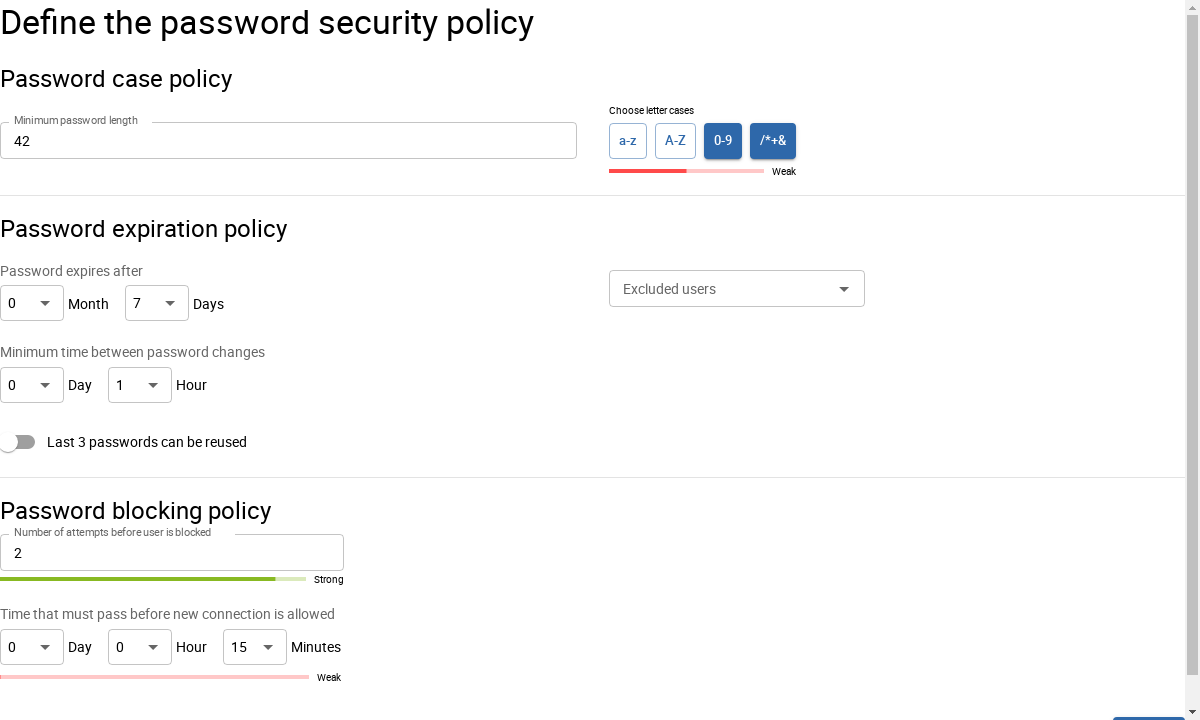 Define the password security policy
Password case policy
Minimum password length
42
Choose letter cases
a-z A-Z 0-9 /*+&
Weak
Password expiration policy
Password expires after
0 Month 7 Days
Excluded users
Minimum time between password changes
0 Day 1 Hour
Last 3 passwords can be reused
Password blocking policy
Number of attempts before user is blocked
2
Strong
Time that must pass before new connection is allowed
0 Day 0 Hour 15 Minutes
Weak